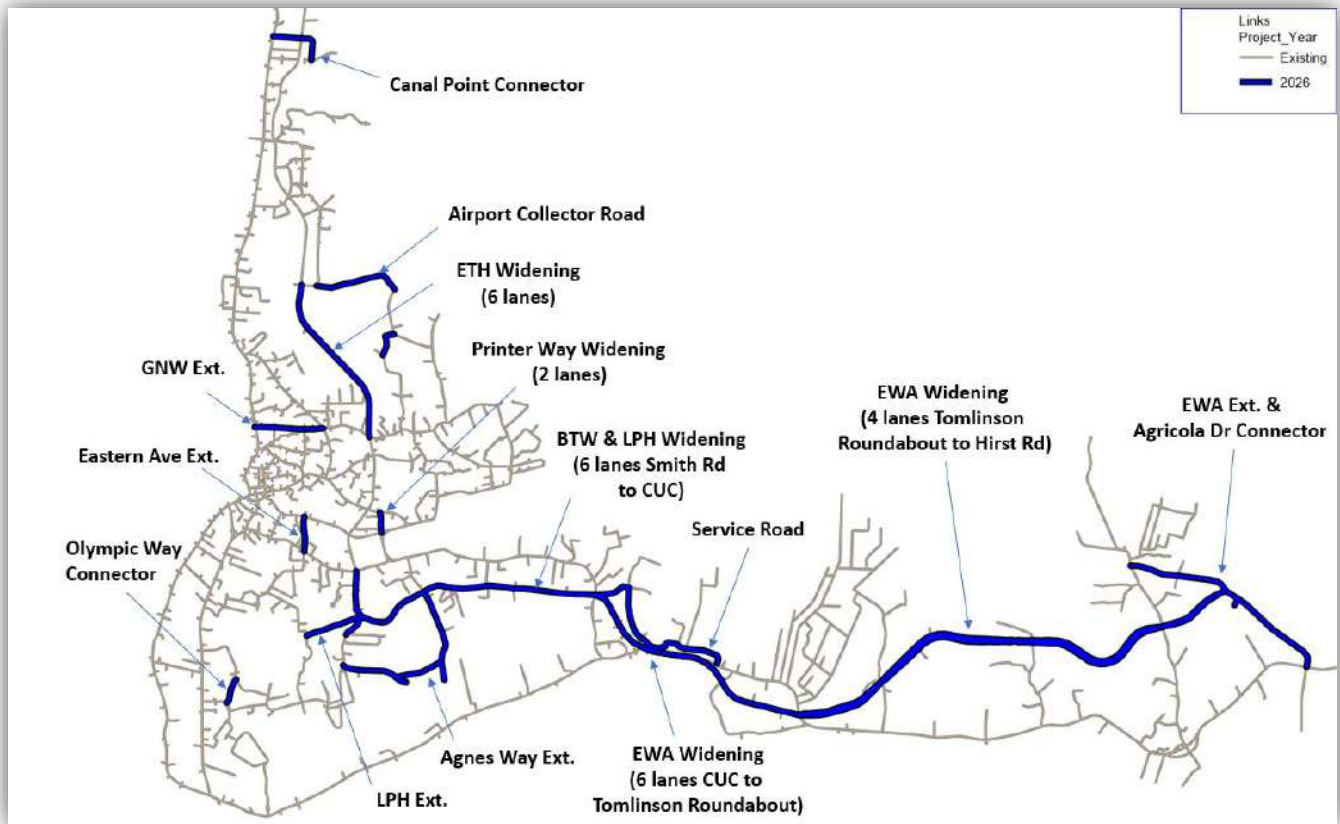 Links
Project_Year
Existing
2026
Canal Point Connector
Airport Collector Road
ETH Widening
(6 lanes)
Printer Way Widening
(2 lanes)
GNW Ext.
EWA Widening
(4 lanes Tomlinson
Roundabout to Hirst Rd)
EWA Ext. &
Agricola Dr Connector
BTW & LPH Widening
(6 lanes Smith Rd
to CUC)
Eastern Ave Ext.
Service Road
Olympic Way
Connector
Agnes Way Ext.
EWA Widening
(6 lanes CUC to
Tomlinson Roundabout)
LPH Ext.